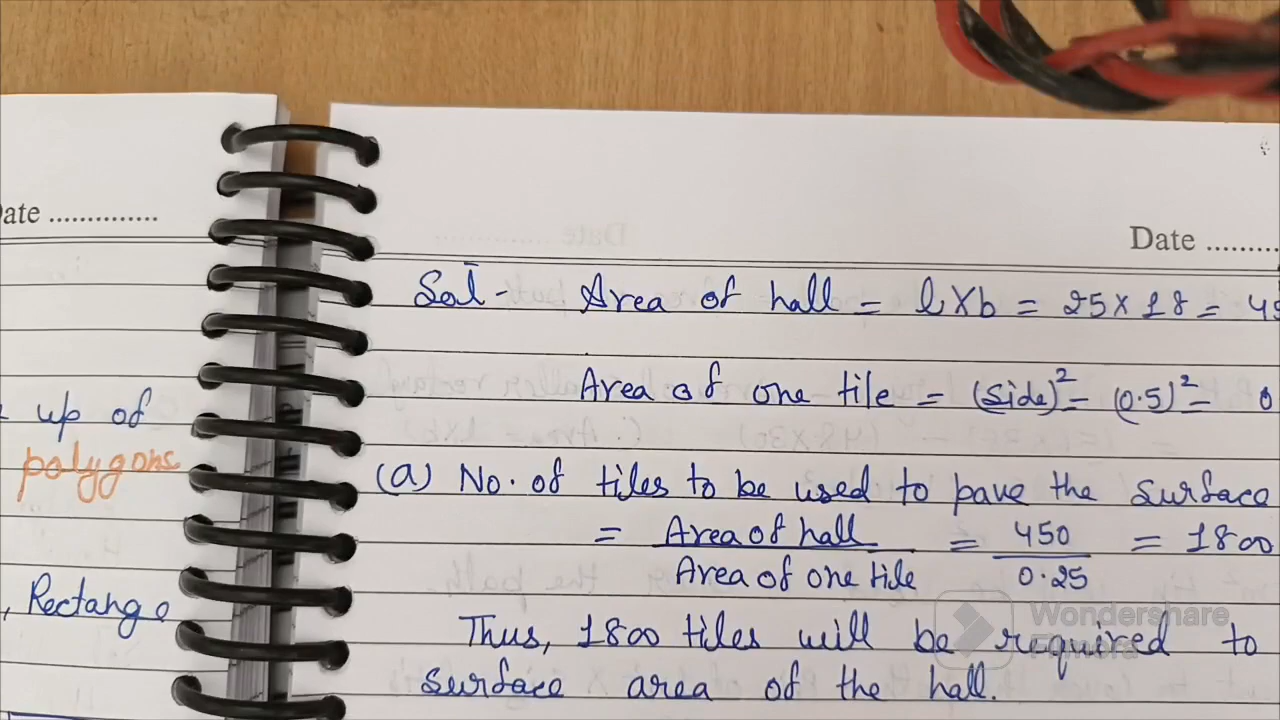 Date ..............
up of
polygons
, Rectange
Date .........
Sol- Area of hall = l×b = 25×18 = 45
Area of one tile = (side)² = (0.5)² = 0
(a) No. of tiles to be used to pave the surface
= Area of hall / Area of one tile = 450 / 0.25 = 1800
Thus, 1800 tiles will be required to
surface area of the hall.
Wondershare
Filmora